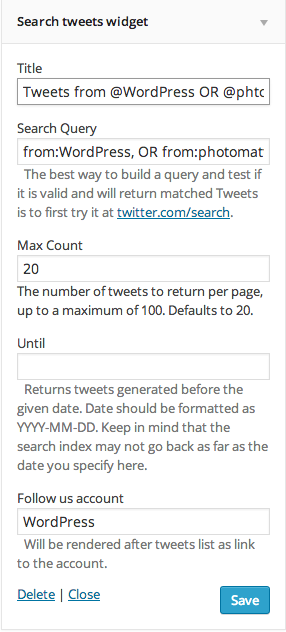 Search tweets widget
Title
Tweets from @WordPress OR @phto
Search Query
from:WordPress, OR from:photomat
The best way to build a query and test if
it is valid and will return matched Tweets
is to first try it at twitter.com/search.
Max Count
20
The number of tweets to return per page,
up to a maximum of 100. Defaults to 20.
Until
Returns tweets generated before the
given date. Date should be formatted as
YYYY-MM-DD. Keep in mind that the
search index may not go back as far as the
date you specify here.
Follow us account
WordPress
Will be rendered after tweets list as link
to the account.
Delete | Close
Save